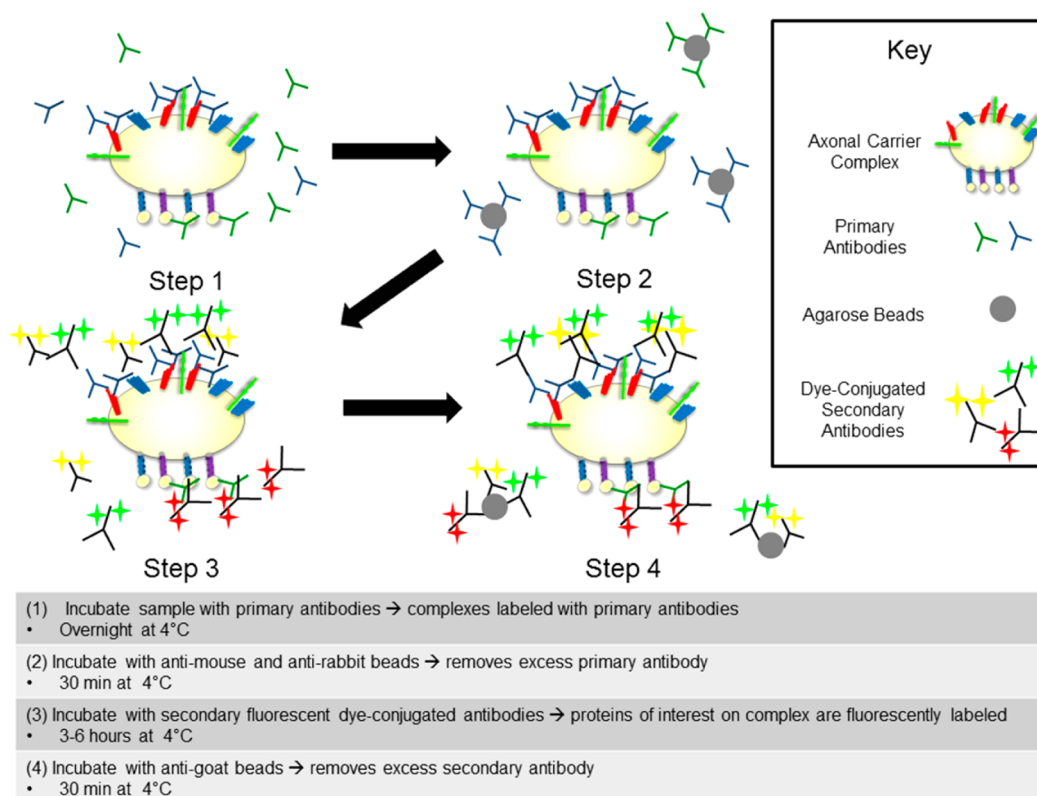 Key
Axonal Carrier
Complex
Primary
Antibodies
Agarose Beads
Dye-Conjugated
Secondary
Antibodies
Step 1
Step 2
Step 3
Step 4
(1) Incubate sample with primary antibodies → complexes labeled with primary antibodies
• Overnight at 4°C
(2) Incubate with anti-mouse and anti-rabbit beads → removes excess primary antibody
• 30 min at 4°C
(3) Incubate with secondary fluorescent dye-conjugated antibodies → proteins of interest on complex are fluorescently labeled
• 3-6 hours at 4°C
(4) Incubate with anti-goat beads → removes excess secondary antibody
• 30 min at 4°C